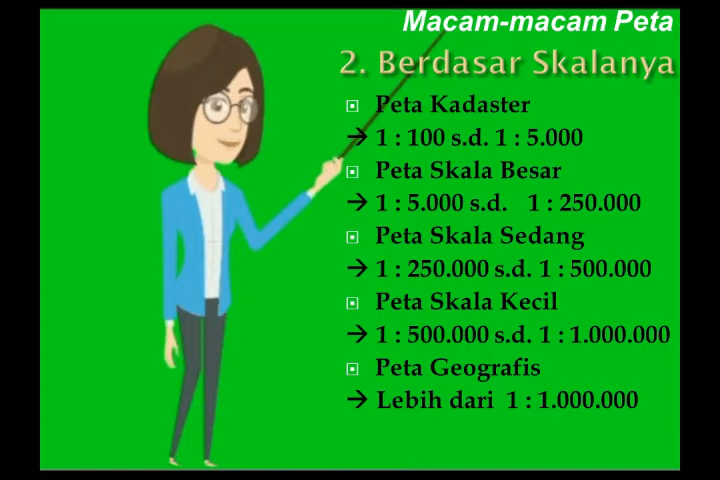 Macam-macam Peta
2. Berdasar Skalanya
Peta Kadaster
→ 1 : 100 s.d. 1 : 5.000
Peta Skala Besar
→ 1 : 5.000 s.d. 1 : 250.000
Peta Skala Sedang
→ 1 : 250.000 s.d. 1 : 500.000
Peta Skala Kecil
→ 1 : 500.000 s.d. 1 : 1.000.000
Peta Geografis
→ Lebih dari 1 : 1.000.000